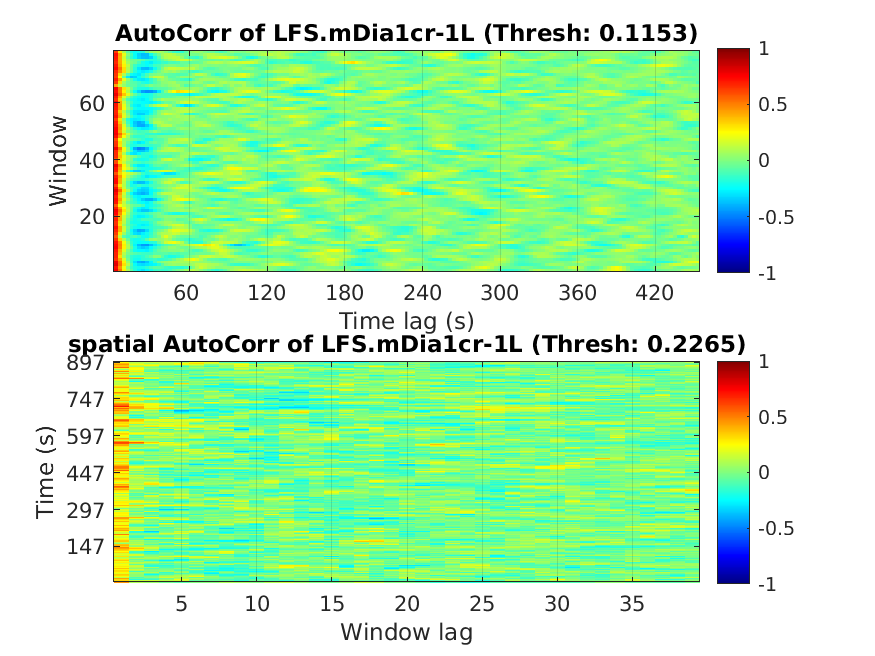 AutoCorr of LFS.mDia1cr-1L (Thresh: 0.1153)
Window
60
40
20
60 120 180 240 300 360 420
Time lag (s)
1
0.5
0
-0.5
-1
spatial AutoCorr of LFS.mDia1cr-1L (Thresh: 0.2265)
Time (s)
897
747
597
447
297
147
5 10 15 20 25 30 35
Window lag
1
0.5
0
-0.5
-1